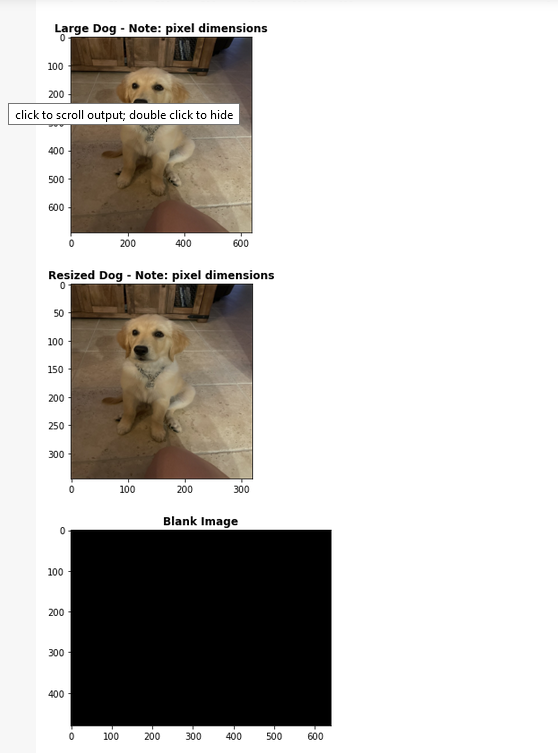 Large Dog - Note: pixel dimensions
0
100
200
click to scroll output; double click to hide
400
500
600
0 200 400 600
Resized Dog - Note: pixel dimensions
0
50
100
150
200
250
300
0 100 200 300
Blank Image
0
100
200
300
400
0 100 200 300 400 500 600